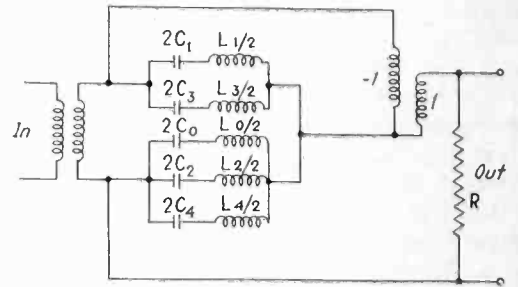 2C₁ L₁/2
-1
1
2C₃ L₃/2
In
2C₀ L₀/2
2C₂ L₂/2
Out
R
2C₄ L₄/2